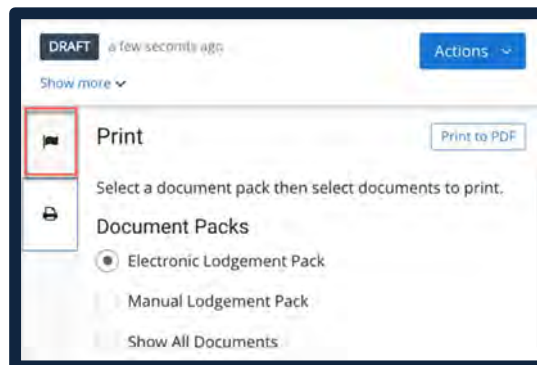 DRAFT a few seconds ago
Actions
Show more
Print
Print to PDF
Select a document pack then select documents to print.
Document Packs
Electronic Lodgement Pack
Manual Lodgement Pack
Show All Documents